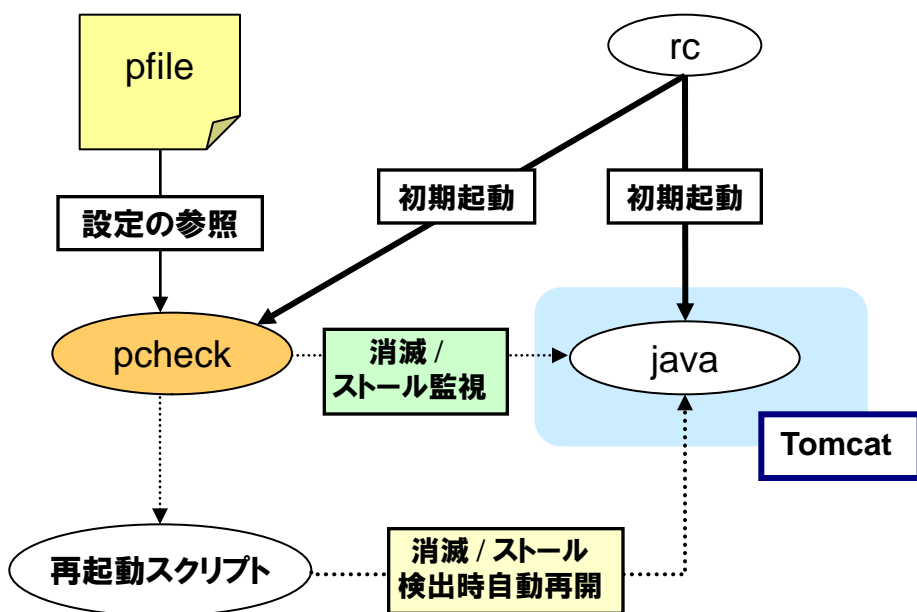 pfile
rc
設定の参照
初期起動
初期起動
pcheck
消滅 /
ストール監視
java
Tomcat
再起動スクリプト
消滅 / ストール
検出時自動再開